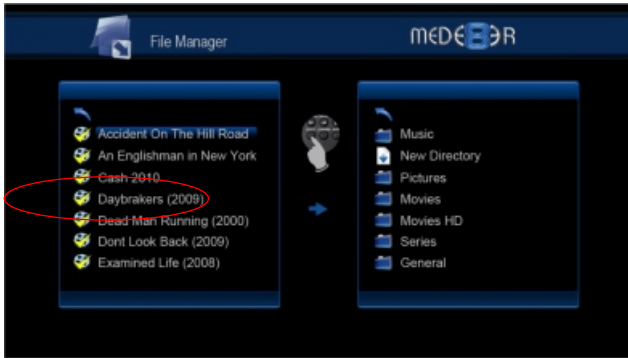 File Manager
MEDE8ER
Accident On The Hill Road
An Englishman in New York
Cash 2010
Daybrakers (2009)
Dead Man Running (2000)
Dont Look Back (2009)
Examined Life (2008)
Music
New Directory
Pictures
Movies
Movies HD
Series
General